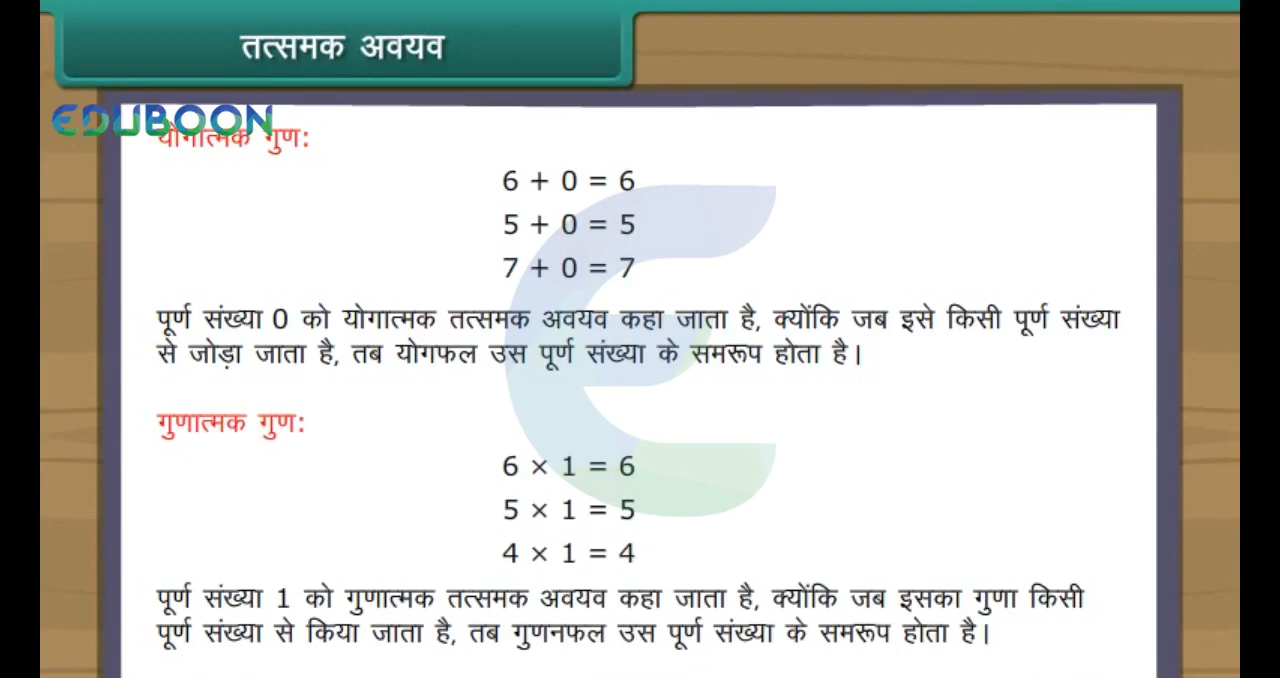 तत्समक अवयव
EDUBOON
योगात्मक गुण:
6 + 0 = 6
5 + 0 = 5
7 + 0 = 7
पूर्ण संख्या 0 को योगात्मक तत्समक अवयव कहा जाता है, क्योंकि जब इसे किसी पूर्ण संख्या
से जोड़ा जाता है, तब योगफल उस पूर्ण संख्या के समरूप होता है।
गुणात्मक गुण:
6 × 1 = 6
5 × 1 = 5
4 × 1 = 4
पूर्ण संख्या 1 को गुणात्मक तत्समक अवयव कहा जाता है, क्योंकि जब इसका गुणा किसी
पूर्ण संख्या से किया जाता है, तब गुणनफल उस पूर्ण संख्या के समरूप होता है।